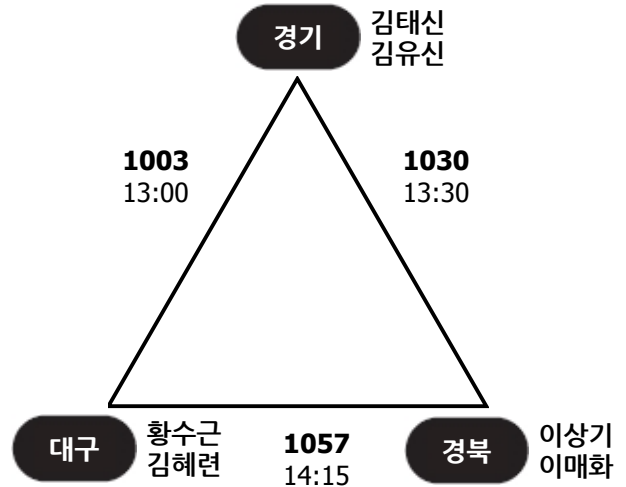 경기
김태신
김유신
1003
13:00
1030
13:30
대구
황수근
김혜련
1057
14:15
경북
이상기
이매화